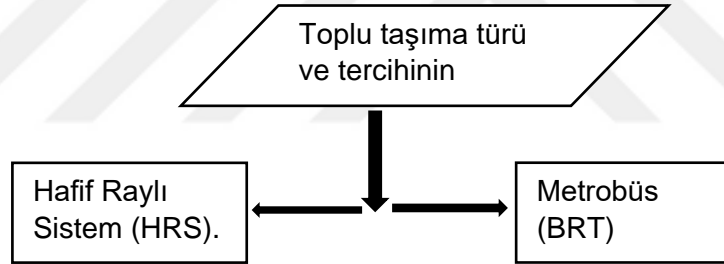 Toplu taşıma türü
ve tercihinin
Hafif Raylı
Sistem (HRS).
Metrobüs
(BRT)